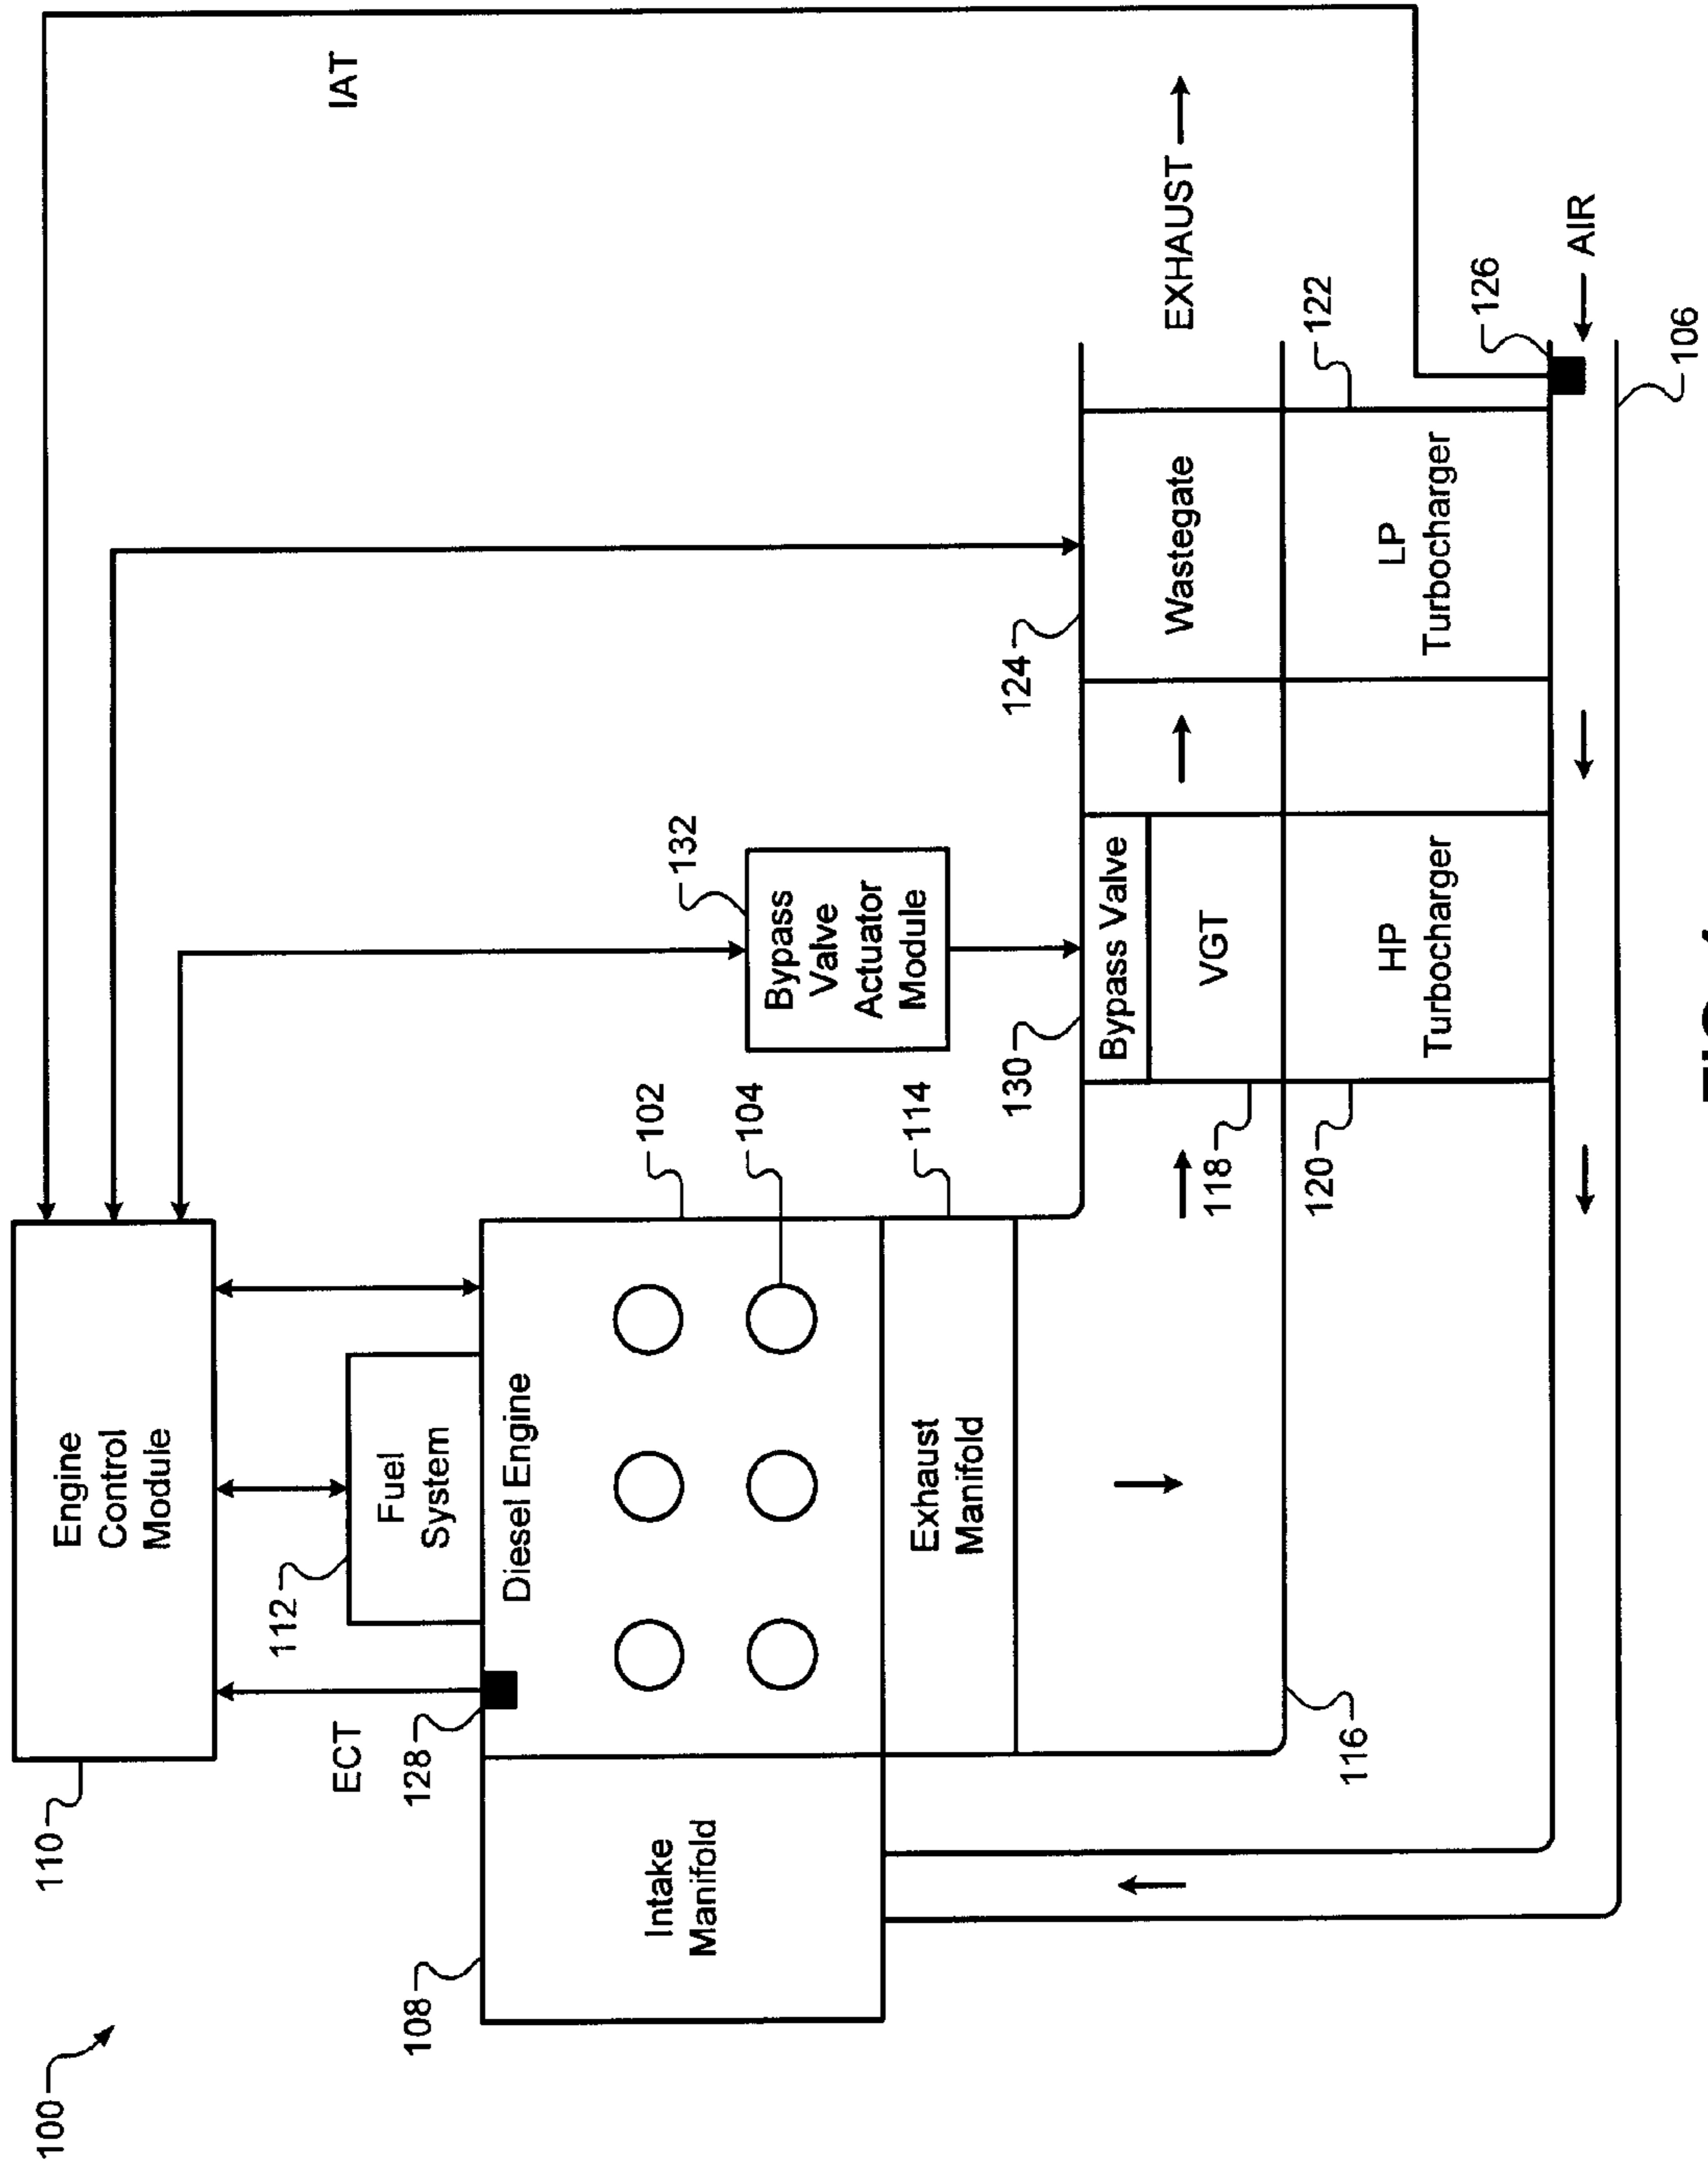 100
110
Engine
Control
Module
IAT
ECT
112
Fuel
System
128
108
Intake
Manifold
Diesel Engine
102
104
Exhaust
Manifold
114
116
Bypass
Valve
Actuator
Module
132
130
Bypass Valve
VGT
118
HP
Turbocharger
120
124
Wastegate
LP
Turbocharger
122
EXHAUST
126
AIR
106